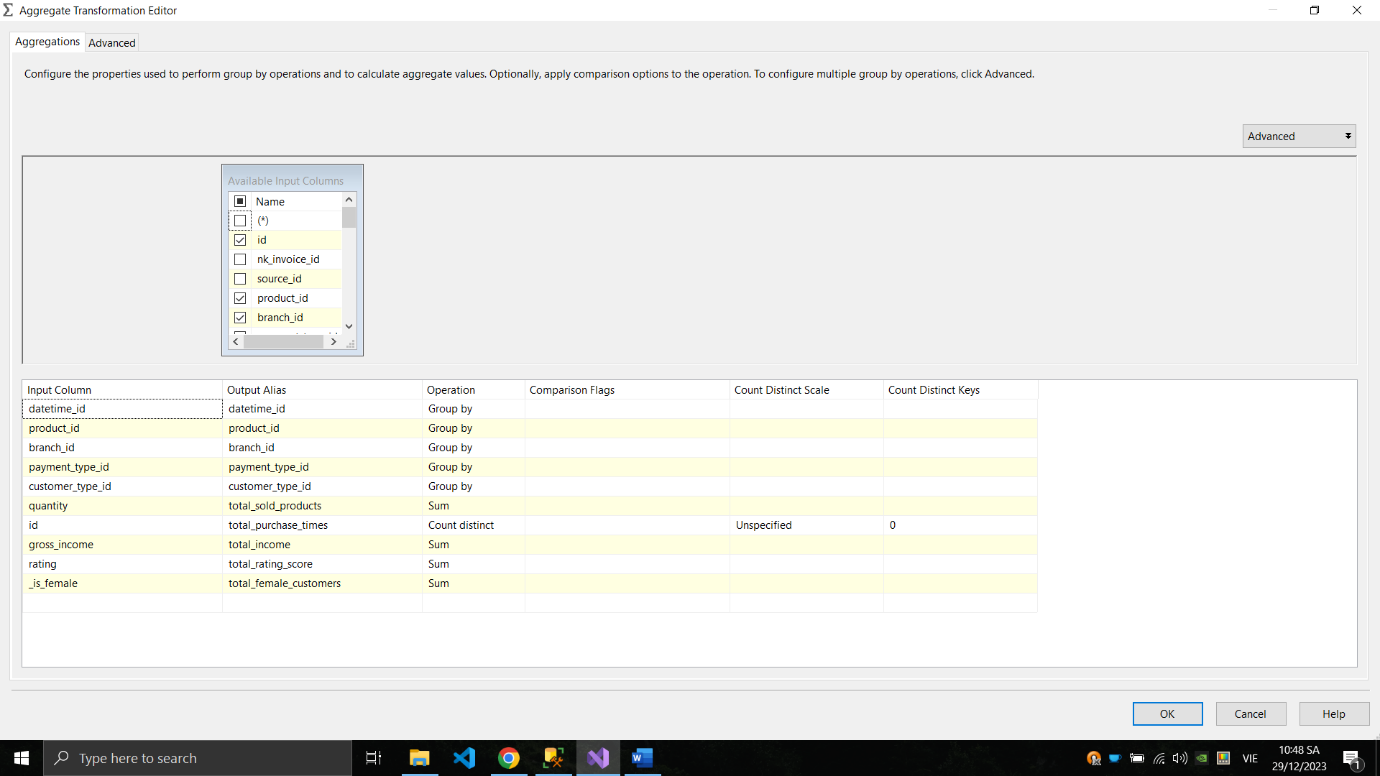 Aggregate Transformation Editor
Aggregations Advanced
Configure the properties used to perform group by operations and to calculate aggregate values. Optionally, apply comparison options to the operation. To configure multiple group by operations, click Advanced.
Advanced
Available Input Columns
Name
(*)
id
nk_invoice_id
source_id
product_id
branch_id
Input Column Output Alias Operation Comparison Flags Count Distinct Scale Count Distinct Keys
datetime_id datetime_id Group by
product_id product_id Group by
branch_id branch_id Group by
payment_type_id payment_type_id Group by
customer_type_id customer_type_id Group by
quantity total_sold_products Sum
id total_purchase_times Count distinct Unspecified 0
gross_income total_income Sum
rating total_rating_score Sum
_is_female total_female_customers Sum
OK Cancel Help
Type here to search
VIE
10:48 SA
29/12/2023
1